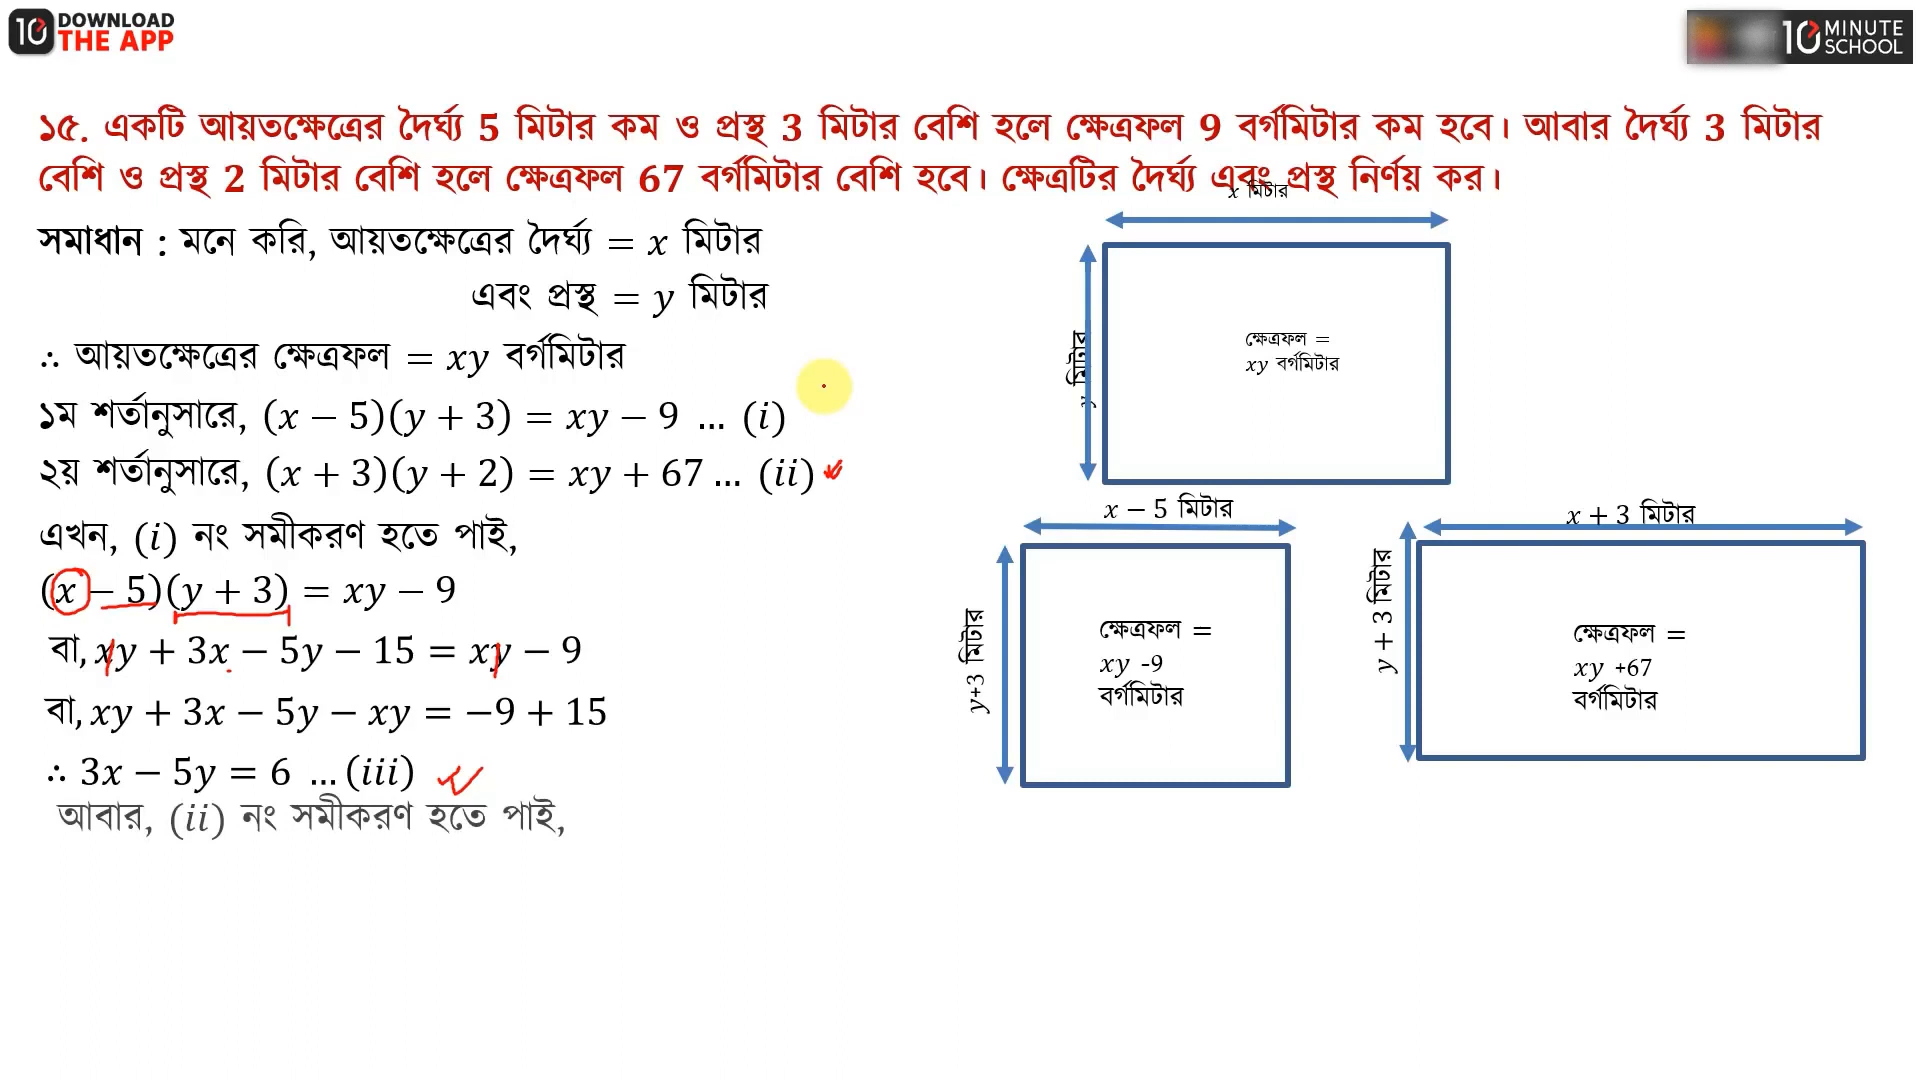 DOWNLOAD
THE APP
10 MINUTE
SCHOOL
১৫. একটি আয়তক্ষেত্রের দৈর্ঘ্য 5 মিটার কম ও প্রস্থ 3 মিটার বেশি হলে ক্ষেত্রফল 9 বর্গমিটার কম হবে। আবার দৈর্ঘ্য 3 মিটার
বেশি ও প্রস্থ 2 মিটার বেশি হলে ক্ষেত্রফল 67 বর্গমিটার বেশি হবে। ক্ষেত্রটির দৈর্ঘ্য এবং প্রস্থ নির্ণয় কর।
সমাধান : মনে করি, আয়তক্ষেত্রের দৈর্ঘ্য = x মিটার
এবং প্রস্থ = y মিটার
∴ আয়তক্ষেত্রের ক্ষেত্রফল = xy বর্গমিটার
১ম শর্তানুসারে, (x − 5)(y + 3) = xy − 9 … (i)
২য় শর্তানুসারে, (x + 3)(y + 2) = xy + 67 … (ii)
এখন, (i) নং সমীকরণ হতে পাই,
(x − 5)(y + 3) = xy − 9
বা, xy + 3x − 5y − 15 = xy − 9
বা, xy + 3x − 5y − xy = −9 + 15
∴ 3x − 5y = 6 … (iii)
আবার, (ii) নং সমীকরণ হতে পাই,
x মিটার
y মিটার
ক্ষেত্রফল =
xy বর্গমিটার
x − 5 মিটার
y+3 মিটার
ক্ষেত্রফল =
xy -9
বর্গমিটার
x + 3 মিটার
y + 3 মিটার
ক্ষেত্রফল =
xy +67
বর্গমিটার